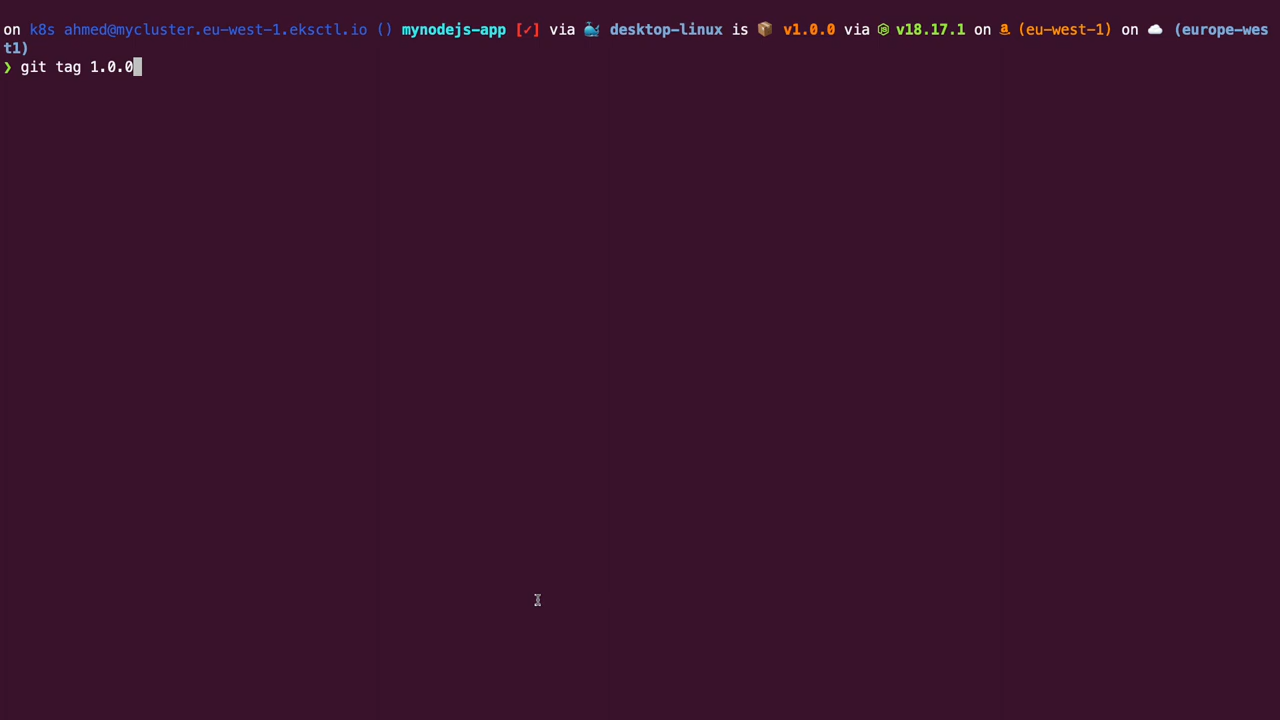 on k8s ahmed@mycluster.eu-west-1.eksctl.io () mynodejs-app [✓] via 🐳 desktop-linux is 📦 v1.0.0 via v18.17.1 on a (eu-west-1) on ☁️ (europe-wes
t1)
❯ git tag 1.0.0